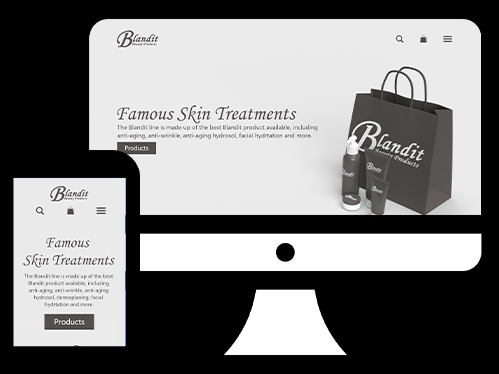 Blandit
Beauty Products
Famous Skin Treatments
The Blandit line is made up of the best Blandit product available, including
anti-aging, anti-wrinkle, anti-aging hydrosol, facial hydrtation and more.
Products
Blandit
Beauty Products
Blandit
Blandit
Beauty Products
Famous
Skin Treatments
The Blandit line is made up of the best
Blandit product available, including
anti-aging, anti-wrinkle, anti-aging
hydrosol, dermaplaning, facial
hydrtation and more.
Products